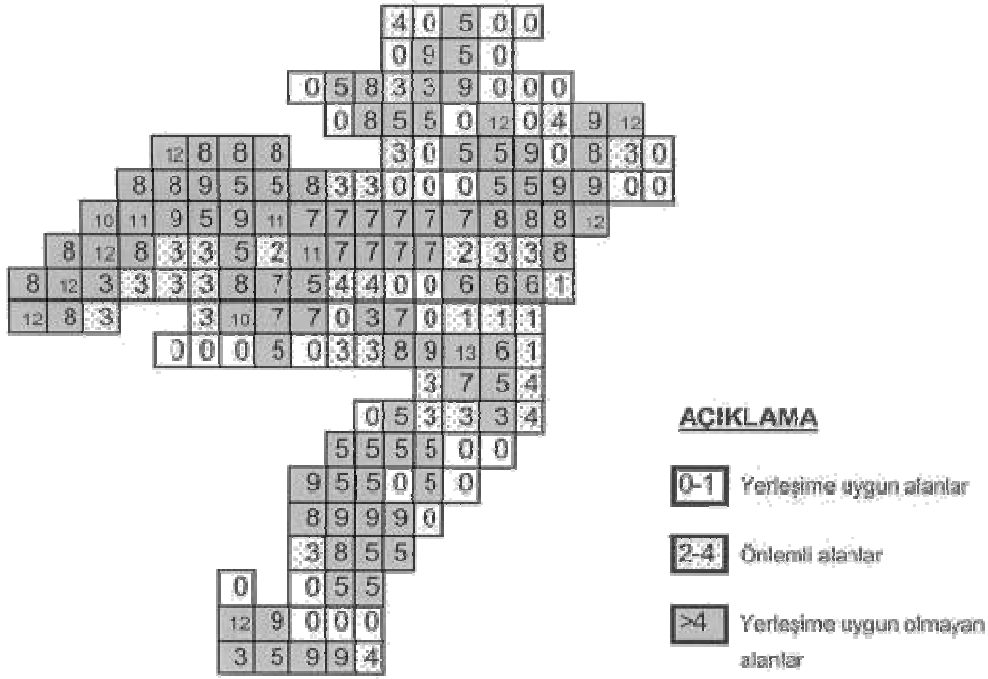 4 0 5 0 0
0 9 5 0
0 5 8 3 3 9 0 0 0
0 8 5 5 0 12 0 4 9 12
12 8 8 8 3 0 5 5 9 0 8 3 0
8 8 9 5 5 8 3 3 0 0 0 5 5 9 9 0 0
10 11 9 5 9 11 7 7 7 7 7 8 8 8 12
8 12 8 3 3 5 2 11 7 7 7 7 2 3 3 8
8 12 3 3 3 3 8 7 5 4 4 0 0 6 6 6 1
12 8 3 3 10 7 7 0 3 7 0 1 1 1
0 0 0 5 0 3 3 8 9 13 6 1
3 7 5 4
0 5 3 3 3 4
5 5 5 5 0 0
9 5 5 0 5 0
8 9 9 9 0
3 8 5 5
0 0 5 5
12 9 0 0 0
3 5 9 9 4
AÇIKLAMA
0-1 Yerleşime uygun alanlar
2-4 Önlemli alanlar
>4 Yerleşime uygun olmayan
alanlar